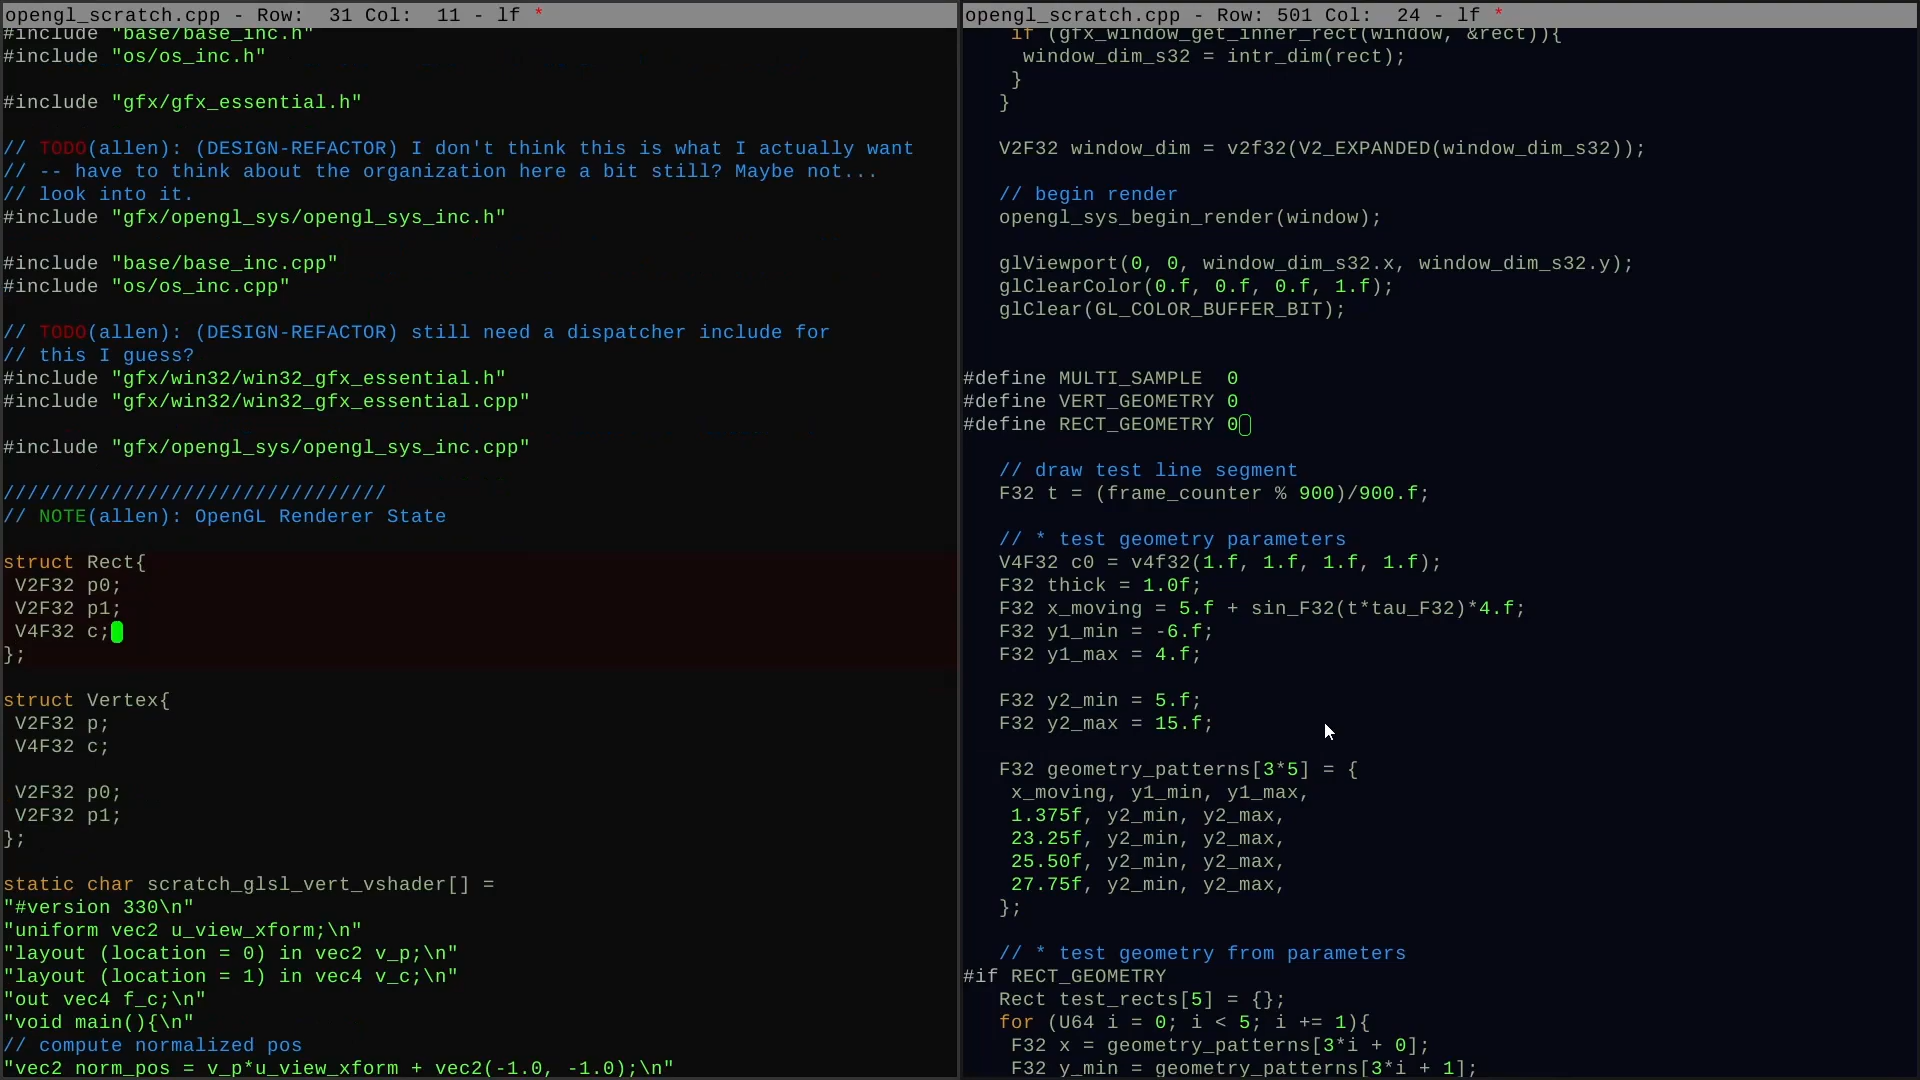 opengl_scratch.cpp - Row:  31 Col:  11 - lf *
#include "base/base_inc.h"
#include "os/os_inc.h"
#include "gfx/gfx_essential.h"
// TODO(allen): (DESIGN-REFACTOR) I don't think this is what I actually want
// -- have to think about the organization here a bit still? Maybe not...
// look into it.
#include "gfx/opengl_sys/opengl_sys_inc.h"
#include "base/base_inc.cpp"
#include "os/os_inc.cpp"
// TODO(allen): (DESIGN-REFACTOR) still need a dispatcher include for
// this I guess?
#include "gfx/win32/win32_gfx_essential.h"
#include "gfx/win32/win32_gfx_essential.cpp"
#include "gfx/opengl_sys/opengl_sys_inc.cpp"
////////////////////////////////
// NOTE(allen): OpenGL Renderer State
struct Rect{
 V2F32 p0;
 V2F32 p1;
 V4F32 c;
};
struct Vertex{
 V2F32 p;
 V4F32 c;
 V2F32 p0;
 V2F32 p1;
};
static char scratch_glsl_vert_vshader[] =
"#version 330\n"
"uniform vec2 u_view_xform;\n"
"layout (location = 0) in vec2 v_p;\n"
"layout (location = 1) in vec4 v_c;\n"
"out vec4 f_c;\n"
"void main(){\n"
// compute normalized pos
"vec2 norm_pos = v_p*u_view_xform + vec2(-1.0, -1.0);\n"
opengl_scratch.cpp - Row: 501 Col:  24 - lf *
    if (gfx_window_get_inner_rect(window, &rect)){
     window_dim_s32 = intr_dim(rect);
    }
   }
   V2F32 window_dim = v2f32(V2_EXPANDED(window_dim_s32));
   // begin render
   opengl_sys_begin_render(window);
   glViewport(0, 0, window_dim_s32.x, window_dim_s32.y);
   glClearColor(0.f, 0.f, 0.f, 1.f);
   glClear(GL_COLOR_BUFFER_BIT);
#define MULTI_SAMPLE  0
#define VERT_GEOMETRY 0
#define RECT_GEOMETRY 0
   // draw test line segment
   F32 t = (frame_counter % 900)/900.f;
   // * test geometry parameters
   V4F32 c0 = v4f32(1.f, 1.f, 1.f, 1.f);
   F32 thick = 1.0f;
   F32 x_moving = 5.f + sin_F32(t*tau_F32)*4.f;
   F32 y1_min = -6.f;
   F32 y1_max = 4.f;
   F32 y2_min = 5.f;
   F32 y2_max = 15.f;
   F32 geometry_patterns[3*5] = {
    x_moving, y1_min, y1_max,
    1.375f, y2_min, y2_max,
    23.25f, y2_min, y2_max,
    25.50f, y2_min, y2_max,
    27.75f, y2_min, y2_max,
   };
   // * test geometry from parameters
#if RECT_GEOMETRY
   Rect test_rects[5] = {};
   for (U64 i = 0; i < 5; i += 1){
    F32 x = geometry_patterns[3*i + 0];
    F32 y_min = geometry_patterns[3*i + 1];